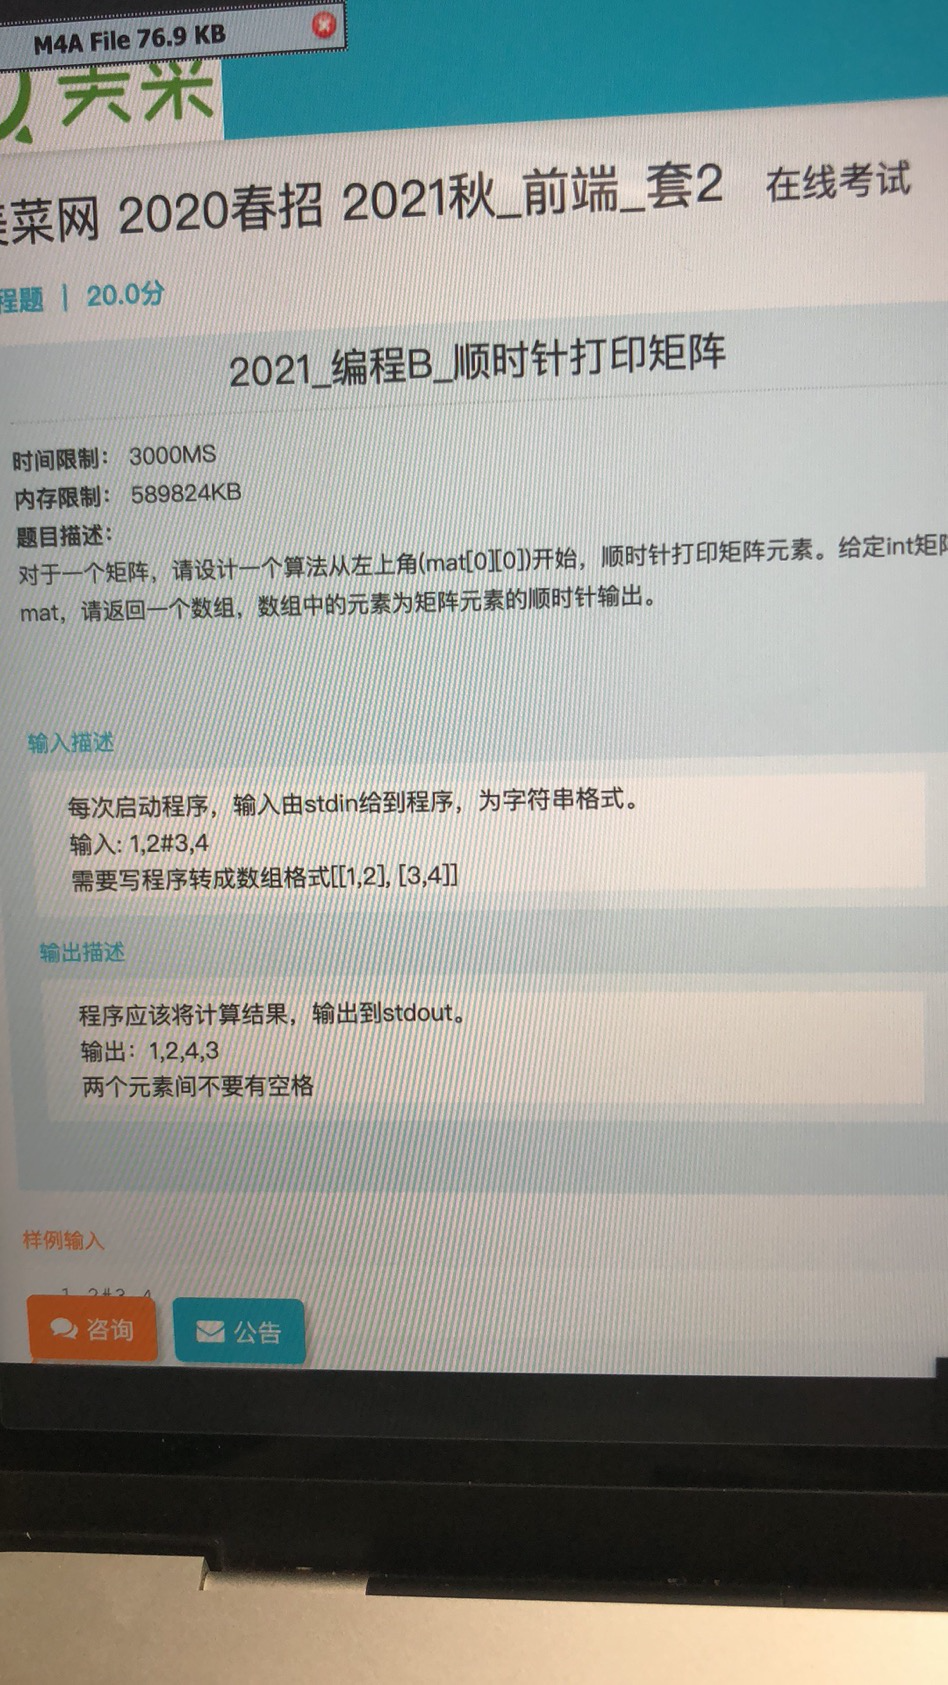 M4A File 76.9 KB
菜网 2020春招 2021秋_前端_套2 在线考试
程题 | 20.0分
2021_编程B_顺时针打印矩阵
时间限制： 3000MS
内存限制： 589824KB
题目描述：
对于一个矩阵，请设计一个算法从左上角(mat[0][0])开始，顺时针打印矩阵元素。给定int矩
mat，请返回一个数组，数组中的元素为矩阵元素的顺时针输出。
输入描述
每次启动程序，输入由stdin给到程序，为字符串格式。
输入: 1,2#3,4
需要写程序转成数组格式[[1,2], [3,4]]
输出描述
程序应该将计算结果，输出到stdout。
输出：1,2,4,3
两个元素间不要有空格
样例输入
1,2#3,4
咨询 公告